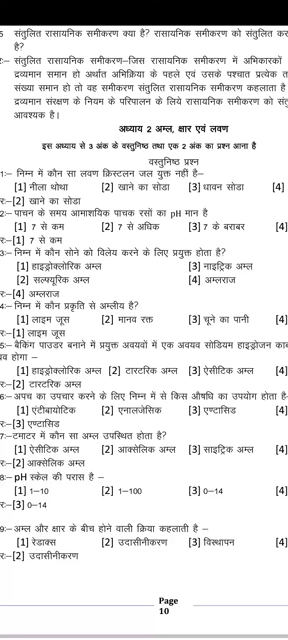 5 संतुलित रासायनिक समीकरण क्या है? रासायनिक समीकरण को संतुलित कर
है?
र:– संतुलित रासायनिक समीकरण–जिस रासायनिक समीकरण में अभिकारकों
द्रव्यमान समान हो अर्थात अभिक्रिया के पहले एवं उसके पश्चात प्रत्येक त
संख्या समान हो तो वह समीकरण संतुलित रासायनिक समीकरण कहलाता है
द्रव्यमान संरक्षण के नियम के परिपालन के लिये रासायनिक समीकरण को संतु
आवश्यक है।
अध्याय 2 अम्ल, क्षार एवं लवण
इस अध्याय से 3 अंक के वस्तुनिष्ठ तथा एक 2 अंक का प्रश्न आना है
वस्तुनिष्ठ प्रश्न
1:– निम्न में कौन सा लवण क्रिस्टलन जल युक्त नहीं है–
[1] नीला थोथा [2] खाने का सोडा [3] धावन सोडा [4]
र:–[2] खाने का सोडा
2:– पाचन के समय आमाशयिक पाचक रसों का pH मान है
[1] 7 से कम [2] 7 से अधिक [3] 7 के बराबर [4]
र:–[1] 7 से कम
3:– निम्न में कौन सोने को विलेय करने के लिए प्रयुक्त होता है?
[1] हाइड्रोक्लोरिक अम्ल [3] नाइट्रिक अम्ल
[2] सल्फ्यूरिक अम्ल [4] अम्लराज
र:–[4] अम्लराज
4:– निम्न में कौन प्रकृति से अम्लीय है?
[1] लाइम जूस [2] मानव रक्त [3] चूने का पानी [4]
र:–[1] लाइम जूस
5:– बैकिंग पाउडर बनाने में प्रयुक्त अवयवों में एक अवयव सोडियम हाइड्रोजन का
यव होगा –
[1] हाइड्रोक्लोरिक अम्ल [2] टारटरिक अम्ल [3] ऐसीटिक अम्ल [4]
र:–[2] टारटरिक अम्ल
6:– अपच का उपचार करने के लिए निम्न में से किस औषधि का उपयोग होता है–
[1] एंटीबायोटिक [2] एनालजेसिक [3] एण्टासिड [4]
र:–[3] एण्टासिड
7:–टमाटर में कौन सा अम्ल उपस्थित होता है?
[1] ऐसीटिक अम्ल [2] आक्सेलिक अम्ल [3] साइट्रिक अम्ल [4]
र:–[2] आक्सेलिक अम्ल
8:– pH स्केल की परास है –
[1] 1–10 [2] 1–100 [3] 0–14 [4]
र:–[3] 0–14
9:–अम्ल और क्षार के बीच होने वाली क्रिया कहलाती है –
[1] रेडाक्स [2] उदासीनीकरण [3] विस्थापन [4]
र:–[2] उदासीनीकरण
Page
10